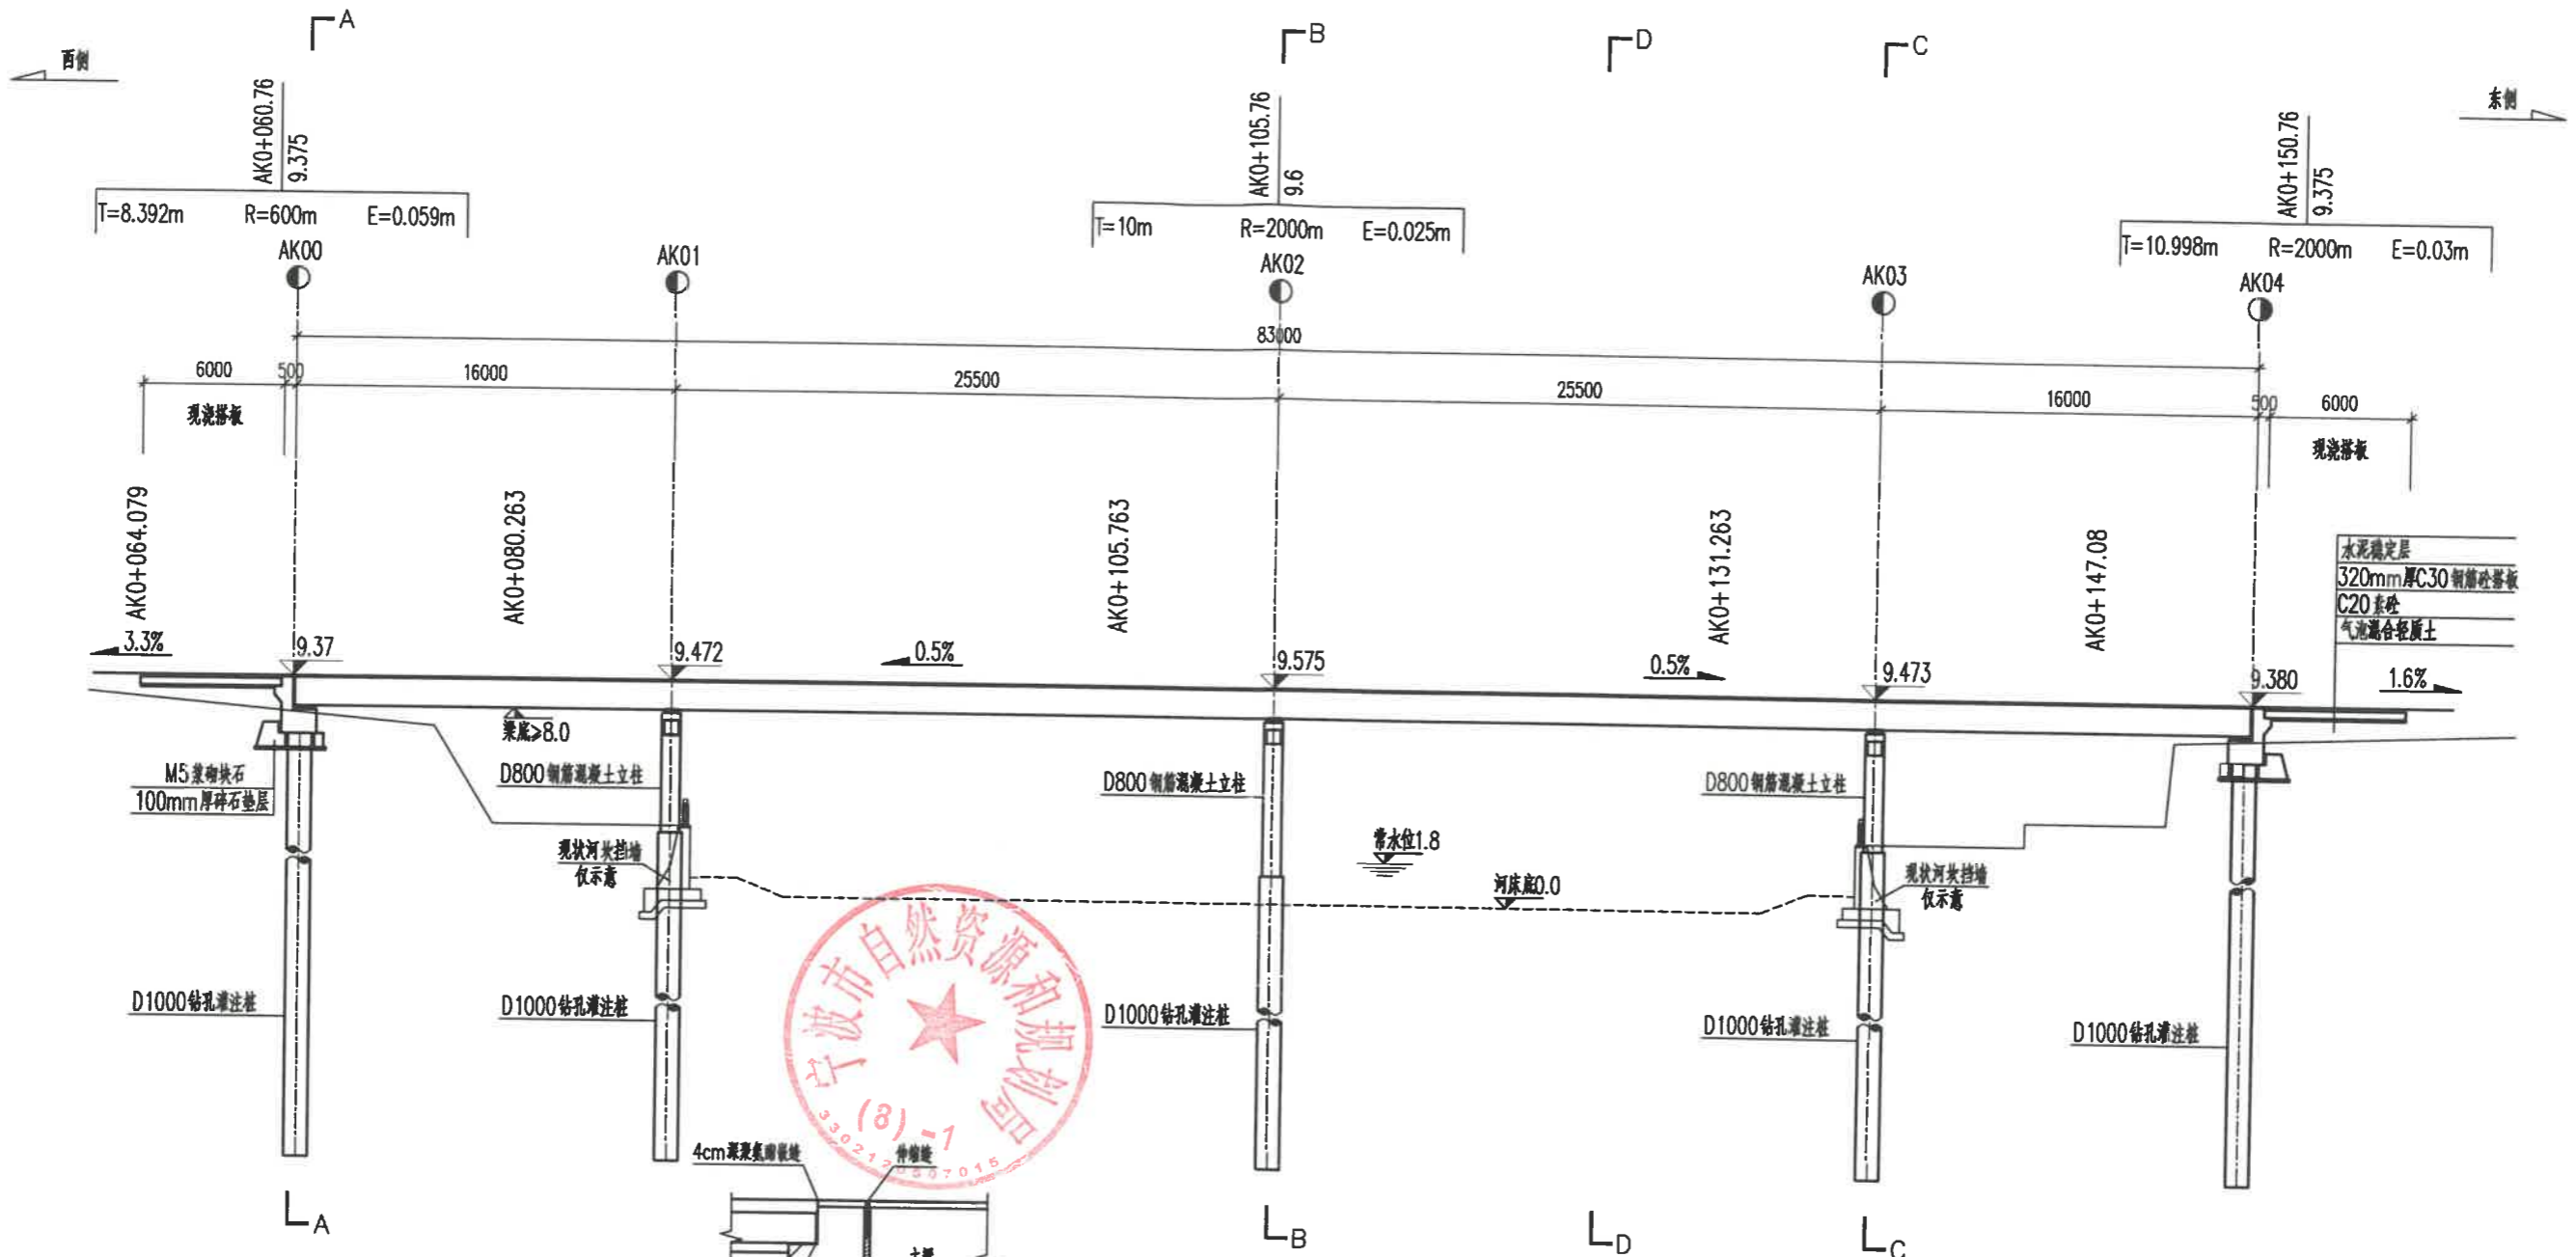 A
B
D
C
西侧
东侧
AK0+060.76
9.375
AK0+105.76
9.6
AK0+150.76
9.375
T=8.392m R=600m E=0.059m
T=10m R=2000m E=0.025m
T=10.998m R=2000m E=0.03m
AK00
AK01
AK02
AK03
AK04
83000
6000 500 16000 25500 25500 16000 500 6000
现浇搭板
现浇搭板
AK0+064.079
AK0+080.263
AK0+105.763
AK0+131.263
AK0+147.08
水泥稳定层
320mm厚C30钢筋砼搭板
C20素砼
气泡混合轻质土
3.3%
9.37
9.472
0.5%
9.575
0.5%
9.473
9.380
1.6%
梁底≥8.0
M5浆砌块石
100mm厚碎石垫层
D800钢筋混凝土立柱
D800钢筋混凝土立柱
D800钢筋混凝土立柱
现状河坎挡墙
仅示意
常水位1.8
河床底0.0
现状河坎挡墙
仅示意
D1000钻孔灌注桩
D1000钻孔灌注桩
D1000钻孔灌注桩
D1000钻孔灌注桩
D1000钻孔灌注桩
宁波市自然资源和规划局
(8)-1
4cm深聚氨酯嵌缝
伸缩缝
A
B
D
C